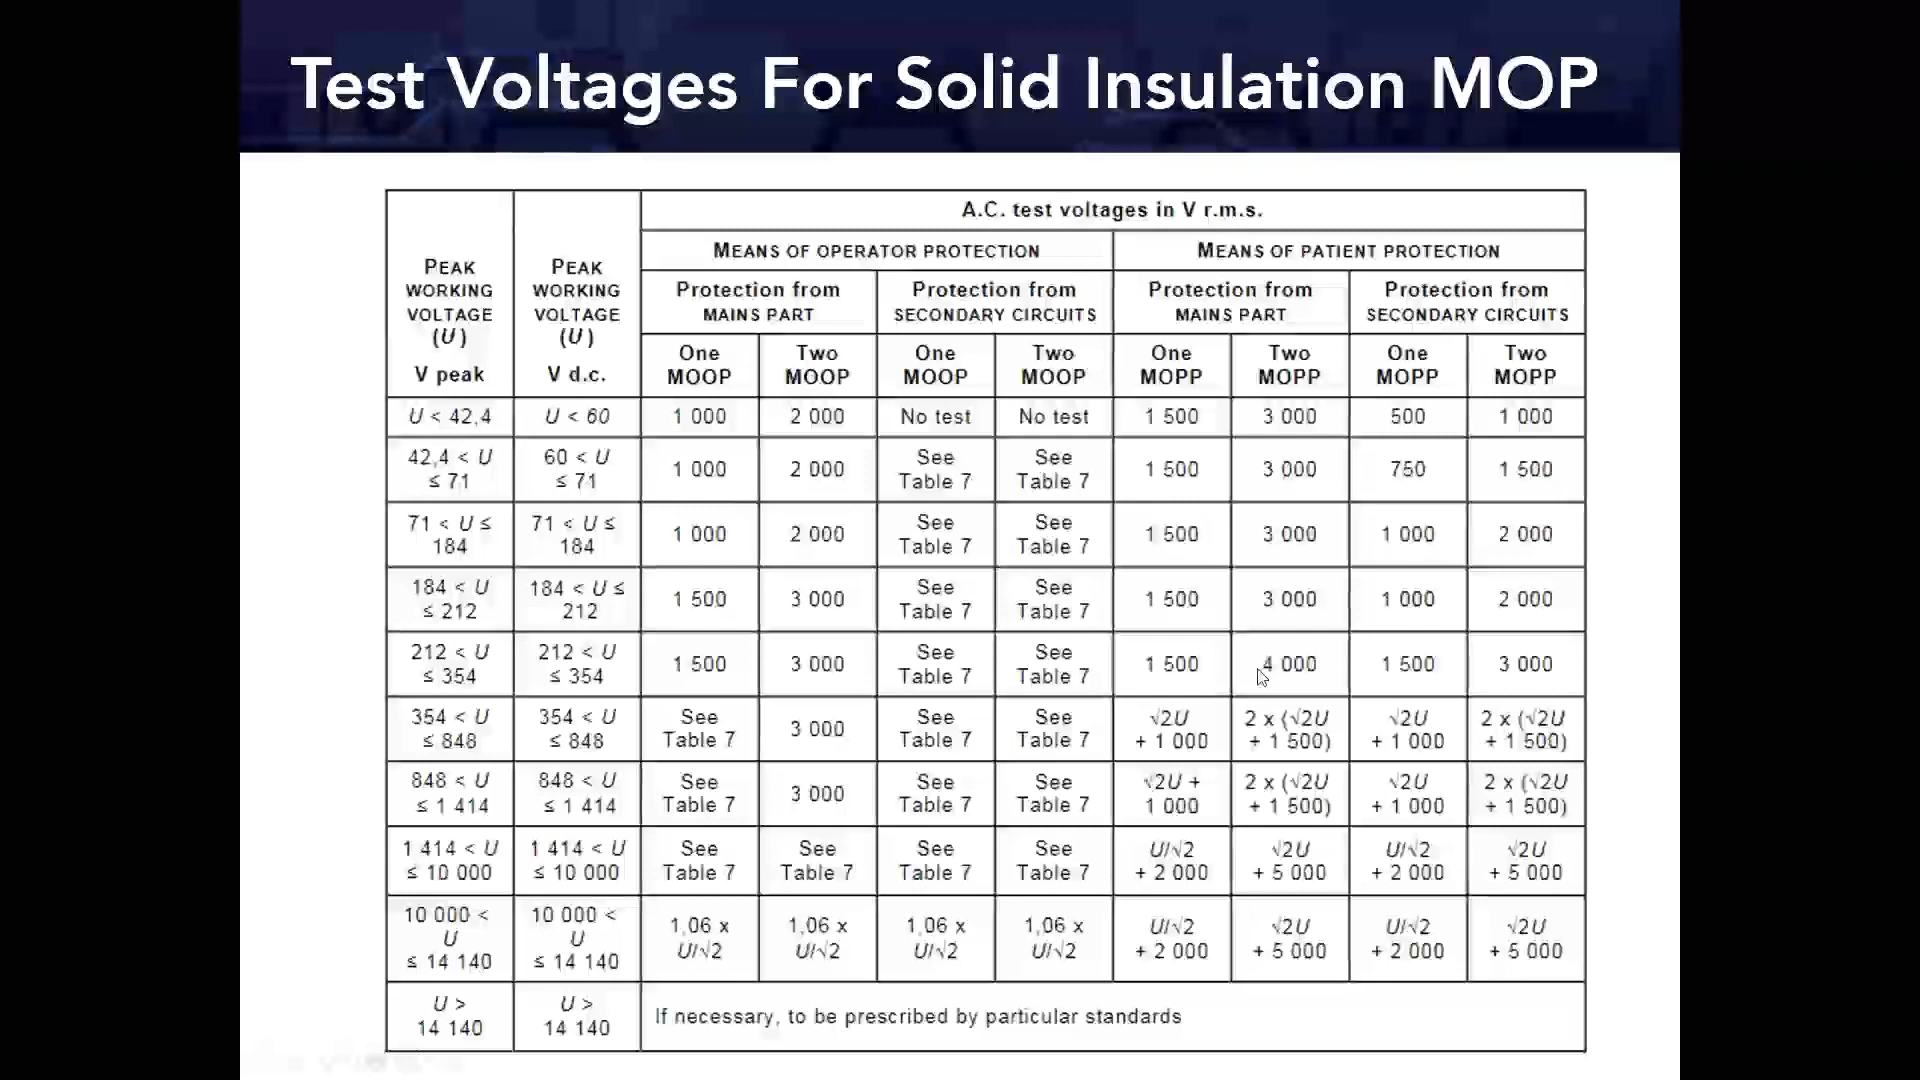 Test Voltages For Solid Insulation MOP
A.C. test voltages in V r.m.s.
MEANS OF OPERATOR PROTECTION MEANS OF PATIENT PROTECTION
PEAK WORKING VOLTAGE (U) V peak
PEAK WORKING VOLTAGE (U) V d.c.
Protection from MAINS PART
Protection from SECONDARY CIRCUITS
Protection from MAINS PART
Protection from SECONDARY CIRCUITS
One MOOP Two MOOP One MOOP Two MOOP One MOPP Two MOPP One MOPP Two MOPP
U < 42,4 U < 60 1 000 2 000 No test No test 1 500 3 000 500 1 000
42,4 < U ≤ 71 60 < U ≤ 71 1 000 2 000 See Table 7 See Table 7 1 500 3 000 750 1 500
71 < U ≤ 184 71 < U ≤ 184 1 000 2 000 See Table 7 See Table 7 1 500 3 000 1 000 2 000
184 < U ≤ 212 184 < U ≤ 212 1 500 3 000 See Table 7 See Table 7 1 500 3 000 1 000 2 000
212 < U ≤ 354 212 < U ≤ 354 1 500 3 000 See Table 7 See Table 7 1 500 4 000 1 500 3 000
354 < U ≤ 848 354 < U ≤ 848 See Table 7 3 000 See Table 7 See Table 7 √2U + 1 000 2 x (√2U + 1 500) √2U + 1 000 2 x (√2U + 1 500)
848 < U ≤ 1 414 848 < U ≤ 1 414 See Table 7 3 000 See Table 7 See Table 7 √2U + 1 000 2 x (√2U + 1 500) √2U + 1 000 2 x (√2U + 1 500)
1 414 < U ≤ 10 000 1 414 < U ≤ 10 000 See Table 7 See Table 7 See Table 7 See Table 7 U/√2 + 2 000 √2U + 5 000 U/√2 + 2 000 √2U + 5 000
10 000 < U ≤ 14 140 10 000 < U ≤ 14 140 1,06 x U/√2 1,06 x U/√2 1,06 x U/√2 1,06 x U/√2 U/√2 + 2 000 √2U + 5 000 U/√2 + 2 000 √2U + 5 000
U > 14 140 U > 14 140 If necessary, to be prescribed by particular standards